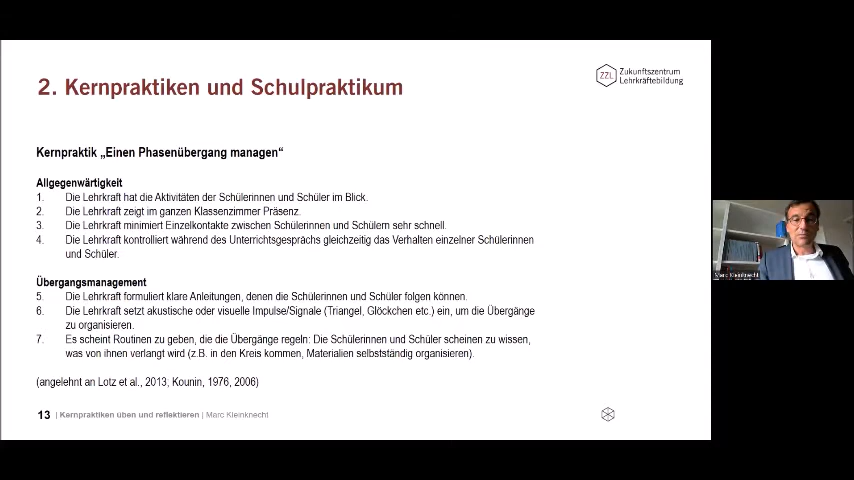 2. Kernpraktiken und Schulpraktikum
ZZL
Zukunftszentrum
Lehrkräftebildung
Kernpraktik „Einen Phasenübergang managen“
Allgegenwärtigkeit
1. Die Lehrkraft hat die Aktivitäten der Schülerinnen und Schüler im Blick.
2. Die Lehrkraft zeigt im ganzen Klassenzimmer Präsenz.
3. Die Lehrkraft minimiert Einzelkontakte zwischen Schülerinnen und Schülern sehr schnell.
4. Die Lehrkraft kontrolliert während des Unterrichtsgesprächs gleichzeitig das Verhalten einzelner Schülerinnen
und Schüler.
Übergangsmanagement
5. Die Lehrkraft formuliert klare Anleitungen, denen die Schülerinnen und Schüler folgen können.
6. Die Lehrkraft setzt akustische oder visuelle Impulse/Signale (Triangel, Glöckchen etc.) ein, um die Übergänge
zu organisieren.
7. Es scheint Routinen zu geben, die die Übergänge regeln: Die Schülerinnen und Schüler scheinen zu wissen,
was von ihnen verlangt wird (z.B. in den Kreis kommen, Materialien selbstständig organisieren).
(angelehnt an Lotz et al., 2013, Kounin, 1976, 2006)
13 | Kernpraktiken üben und reflektieren | Marc Kleinknecht
Marc Kleinknecht